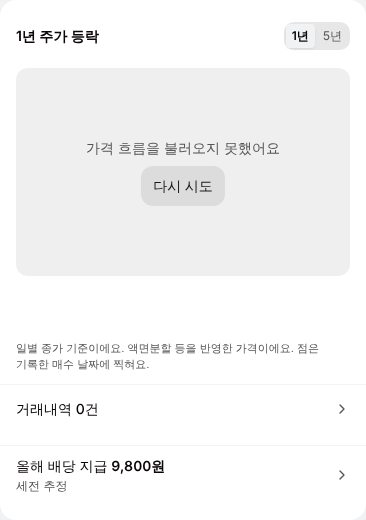 1년 주가 등락
1년 5년
가격 흐름을 불러오지 못했어요
다시 시도
일별 종가 기준이에요. 액면분할 등을 반영한 가격이에요. 점은
기록한 매수 날짜에 찍혀요.
거래내역 0건
올해 배당 지급 9,800원
세전 추정